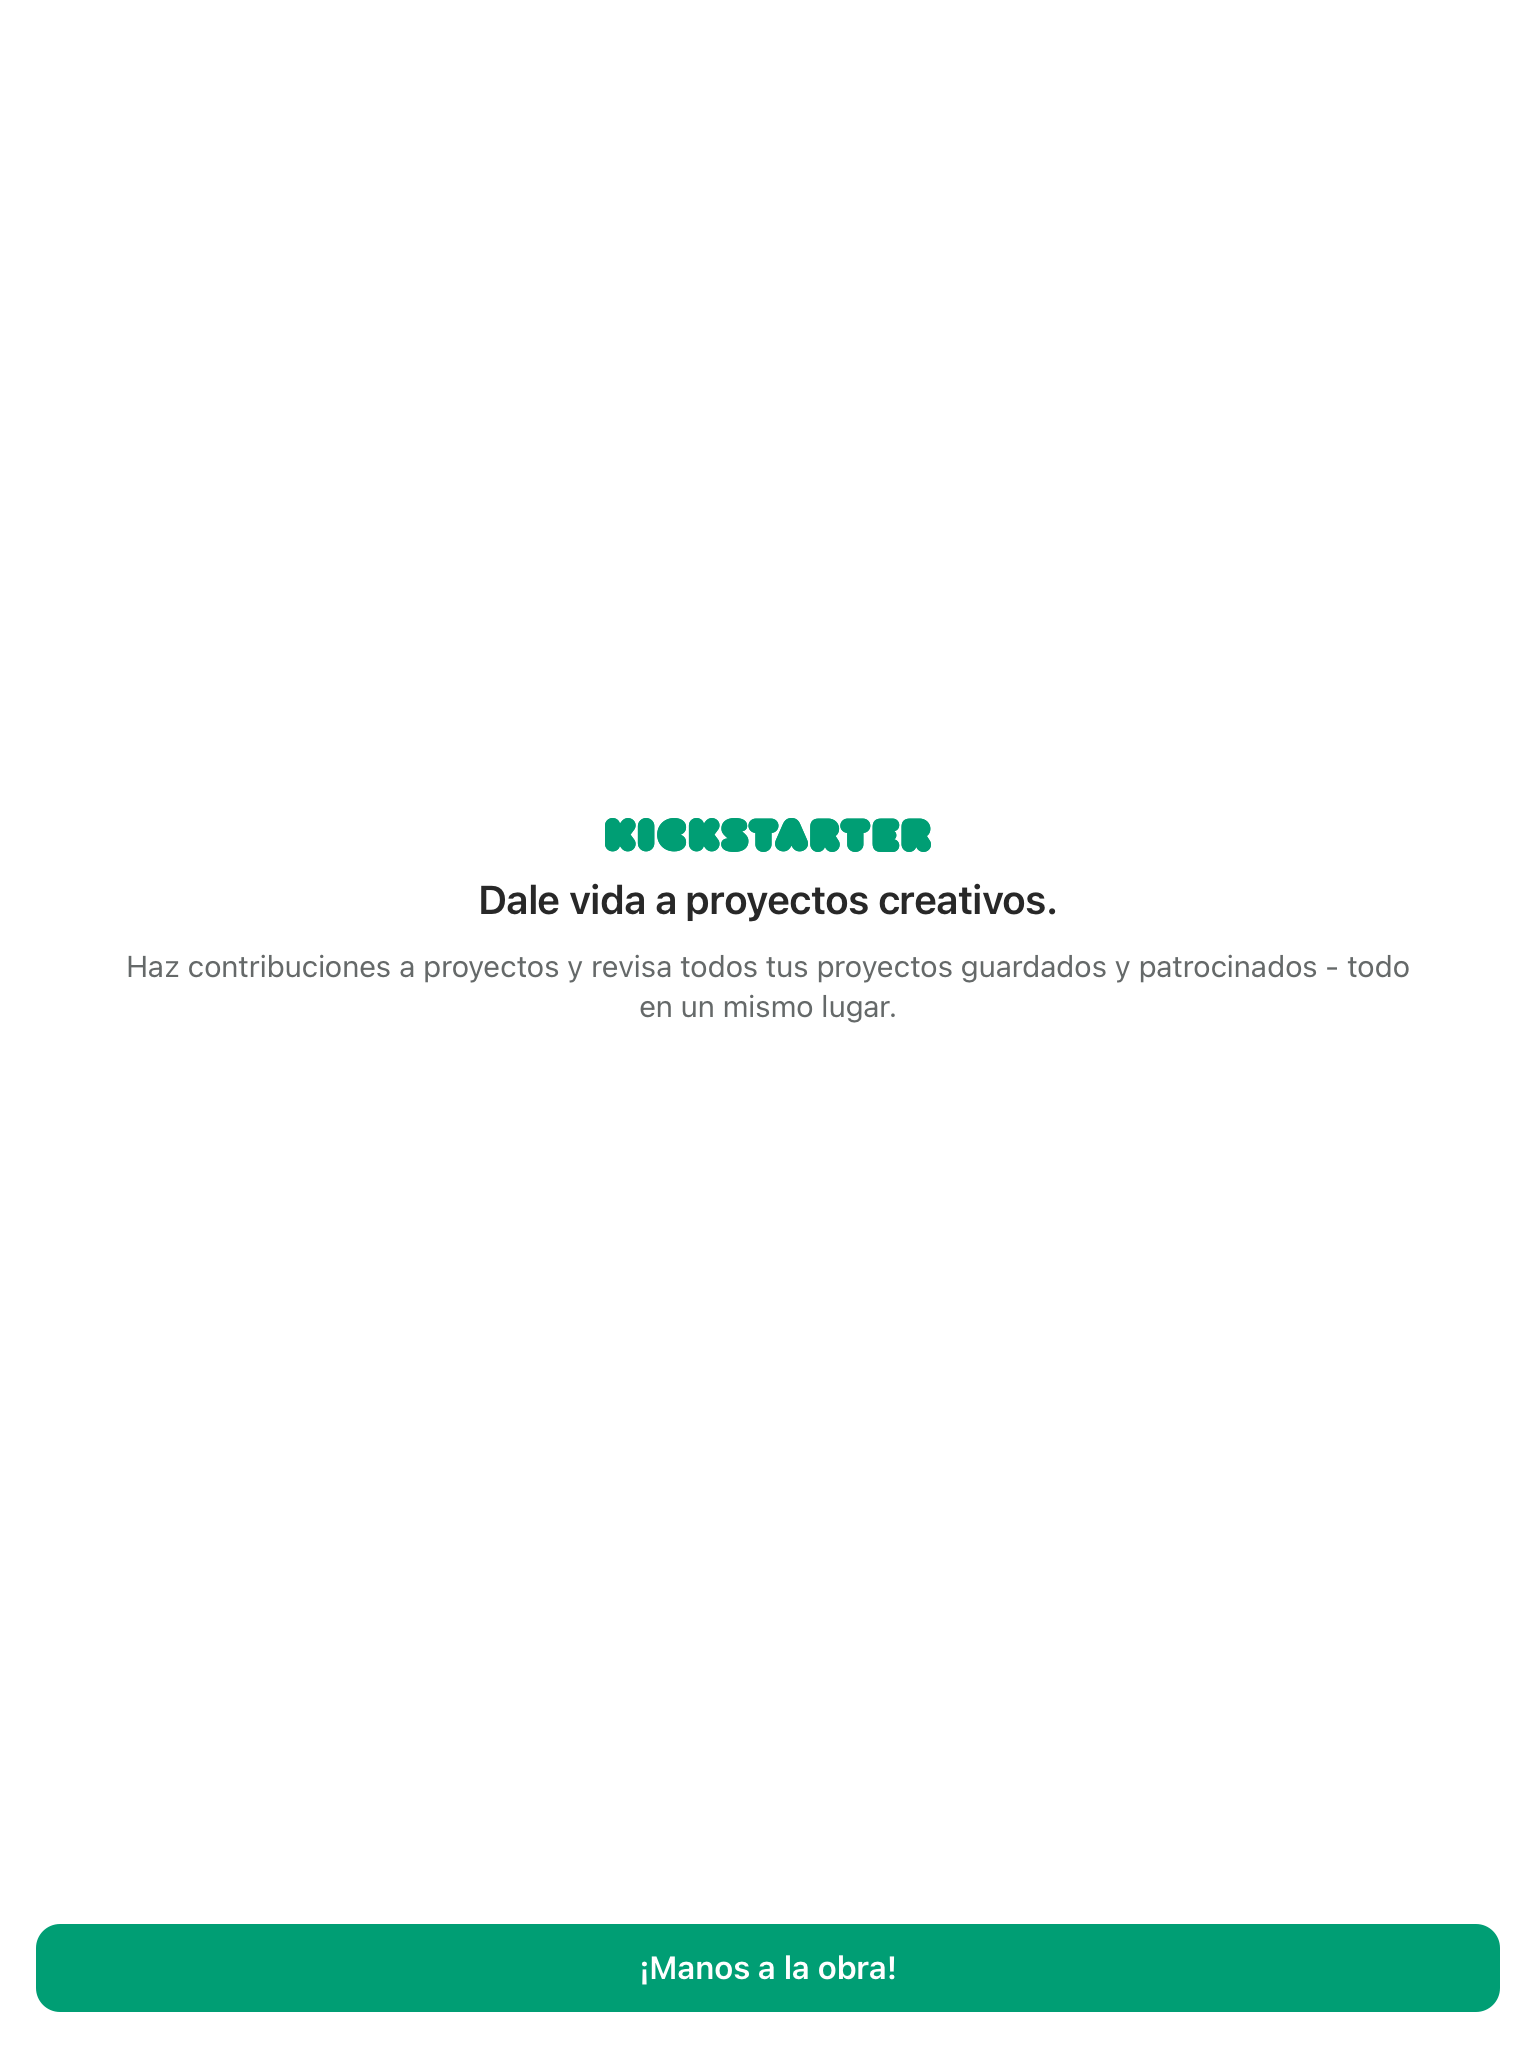 KICKSTARTER
Dale vida a proyectos creativos.
Haz contribuciones a proyectos y revisa todos tus proyectos guardados y patrocinados - todo
en un mismo lugar.
¡Manos a la obra!